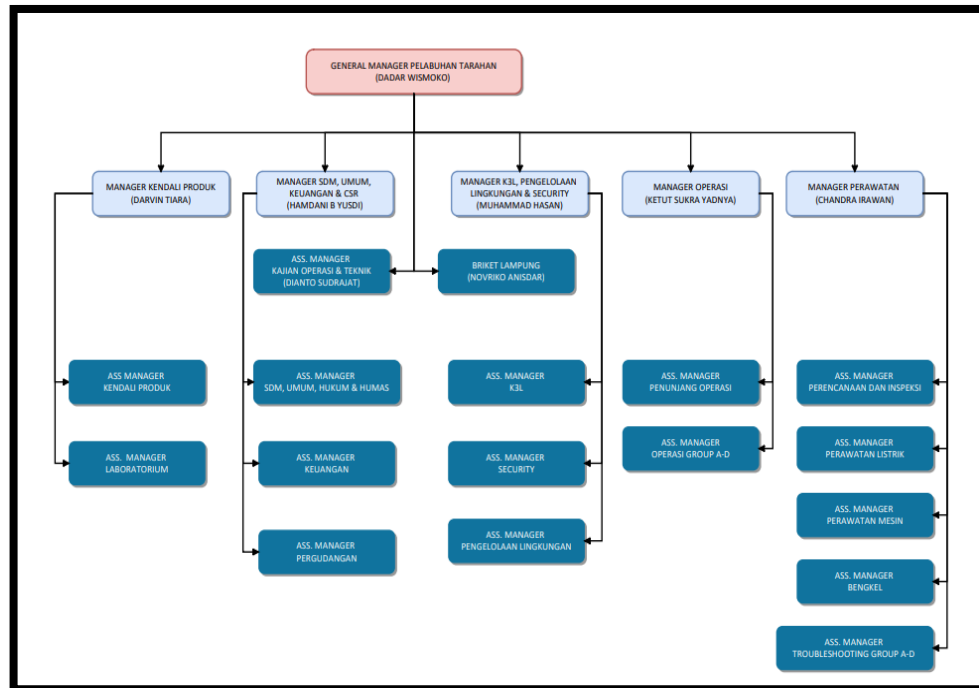 GENERAL MANAGER PELABUHAN TARAHAN
(DADAR WISMOKO)
MANAGER KENDALI PRODUK
(DARVIN TIARA)
MANAGER SDM, UMUM,
KEUANGAN & CSR
(HAMDANI B YUSDI)
MANAGER K3L, PENGELOLAAN
LINGKUNGAN & SECURITY
(MUHAMMAD HASAN)
MANAGER OPERASI
(KETUT SUKRA YADNYA)
MANAGER PERAWATAN
(CHANDRA IRAWAN)
ASS. MANAGER
KAJIAN OPERASI & TEKNIK
(DIANTO SUDRAJAT)
BRIKET LAMPUNG
(NOVRIKO ANISDAR)
ASS MANAGER
KENDALI PRODUK
ASS. MANAGER
SDM, UMUM, HUKUM & HUMAS
ASS. MANAGER
K3L
ASS. MANAGER
PENUNJANG OPERASI
ASS. MANAGER
PERENCANAAN DAN INSPEKSI
ASS. MANAGER
LABORATORIUM
ASS. MANAGER
KEUANGAN
ASS. MANAGER
SECURITY
ASS. MANAGER
OPERASI GROUP A-D
ASS. MANAGER
PERAWATAN LISTRIK
ASS. MANAGER
PERGUDANGAN
ASS. MANAGER
PENGELOLAAN LINGKUNGAN
ASS. MANAGER
PERAWATAN MESIN
ASS. MANAGER
BENGKEL
ASS. MANAGER
TROUBLESHOOTING GROUP A-D